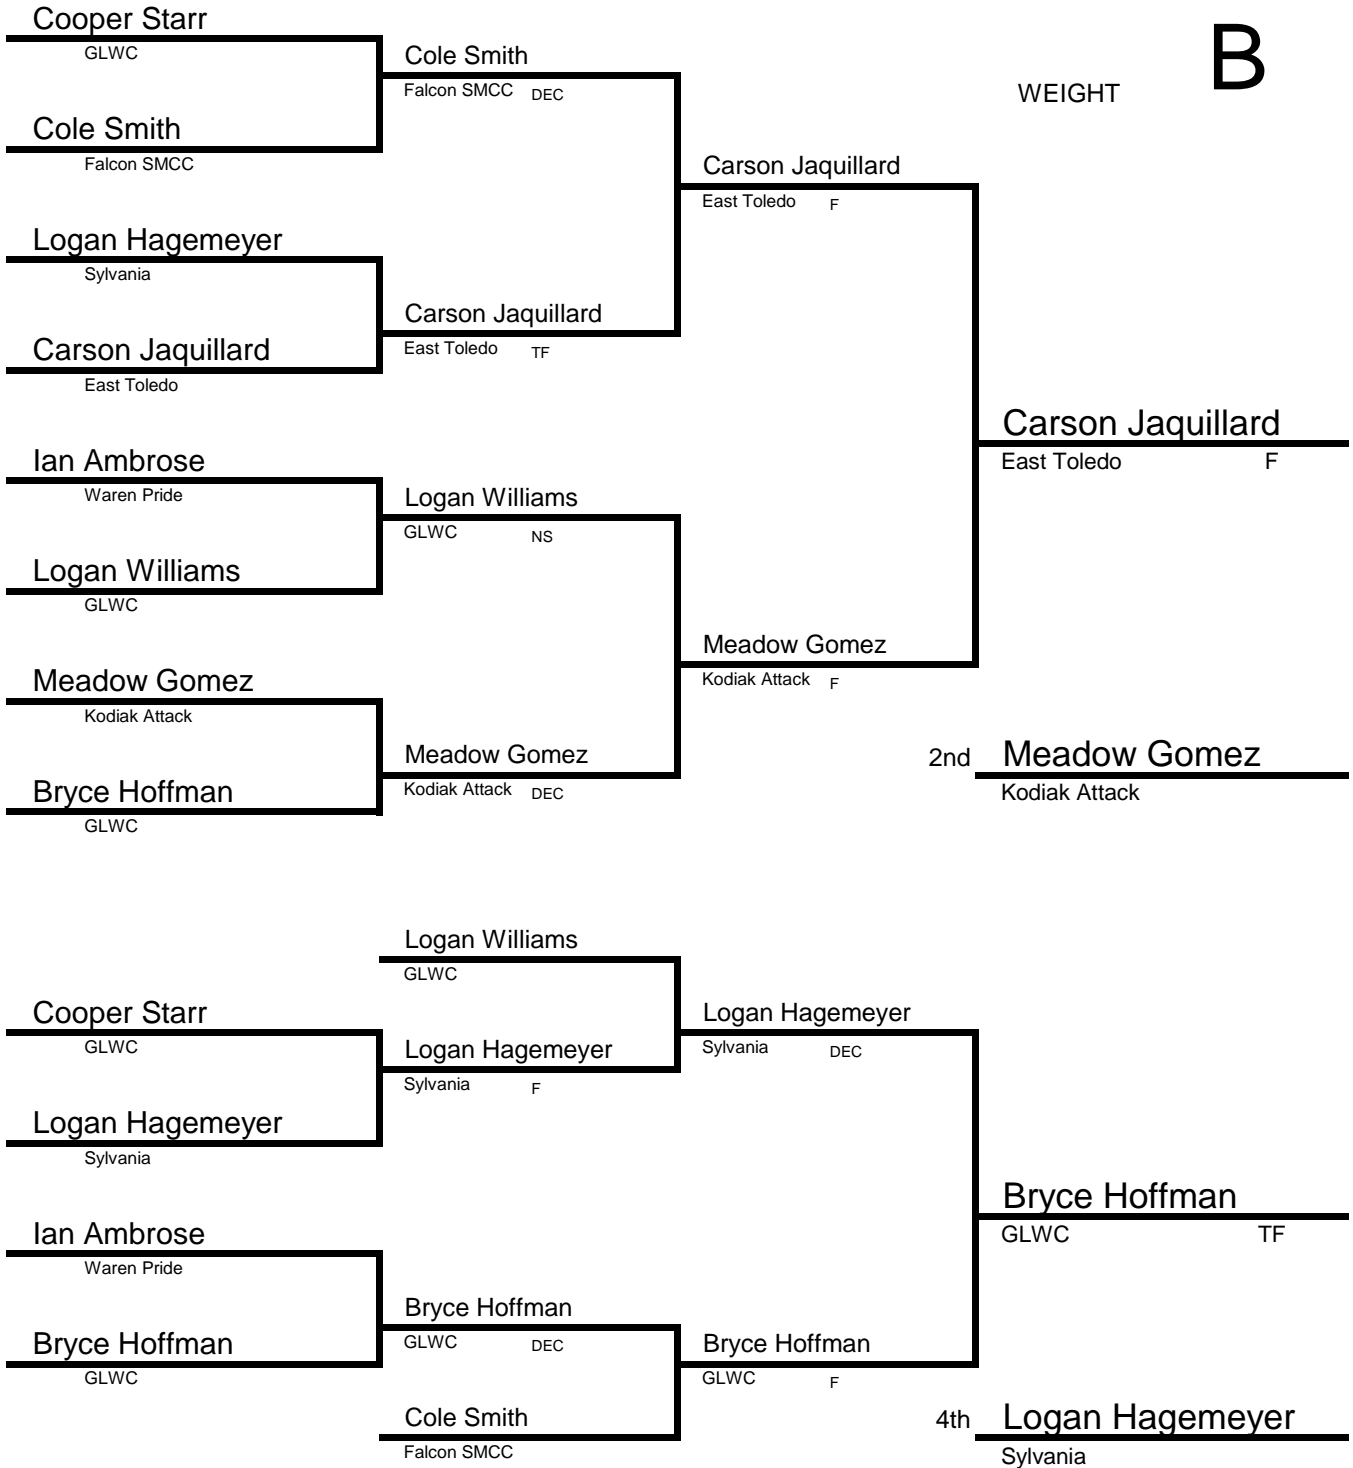 Cooper Starr
GLWC
Cole Smith
Falcon SMCC DEC
B
WEIGHT
Cole Smith
Falcon SMCC
Carson Jaquillard
East Toledo F
Logan Hagemeyer
Sylvania
Carson Jaquillard
East Toledo TF
Carson Jaquillard
East Toledo
Carson Jaquillard
East Toledo F
Ian Ambrose
Waren Pride
Logan Williams
GLWC NS
Logan Williams
GLWC
Meadow Gomez
Kodiak Attack F
Meadow Gomez
Kodiak Attack
Meadow Gomez
Kodiak Attack DEC
2nd Meadow Gomez
Kodiak Attack
Bryce Hoffman
GLWC
Logan Williams
GLWC
Cooper Starr
GLWC
Logan Hagemeyer
Sylvania DEC
Logan Hagemeyer
Sylvania F
Logan Hagemeyer
Sylvania
Bryce Hoffman
GLWC TF
Ian Ambrose
Waren Pride
Bryce Hoffman
GLWC DEC
Bryce Hoffman
GLWC
Bryce Hoffman
GLWC F
Cole Smith
Falcon SMCC
4th Logan Hagemeyer
Sylvania